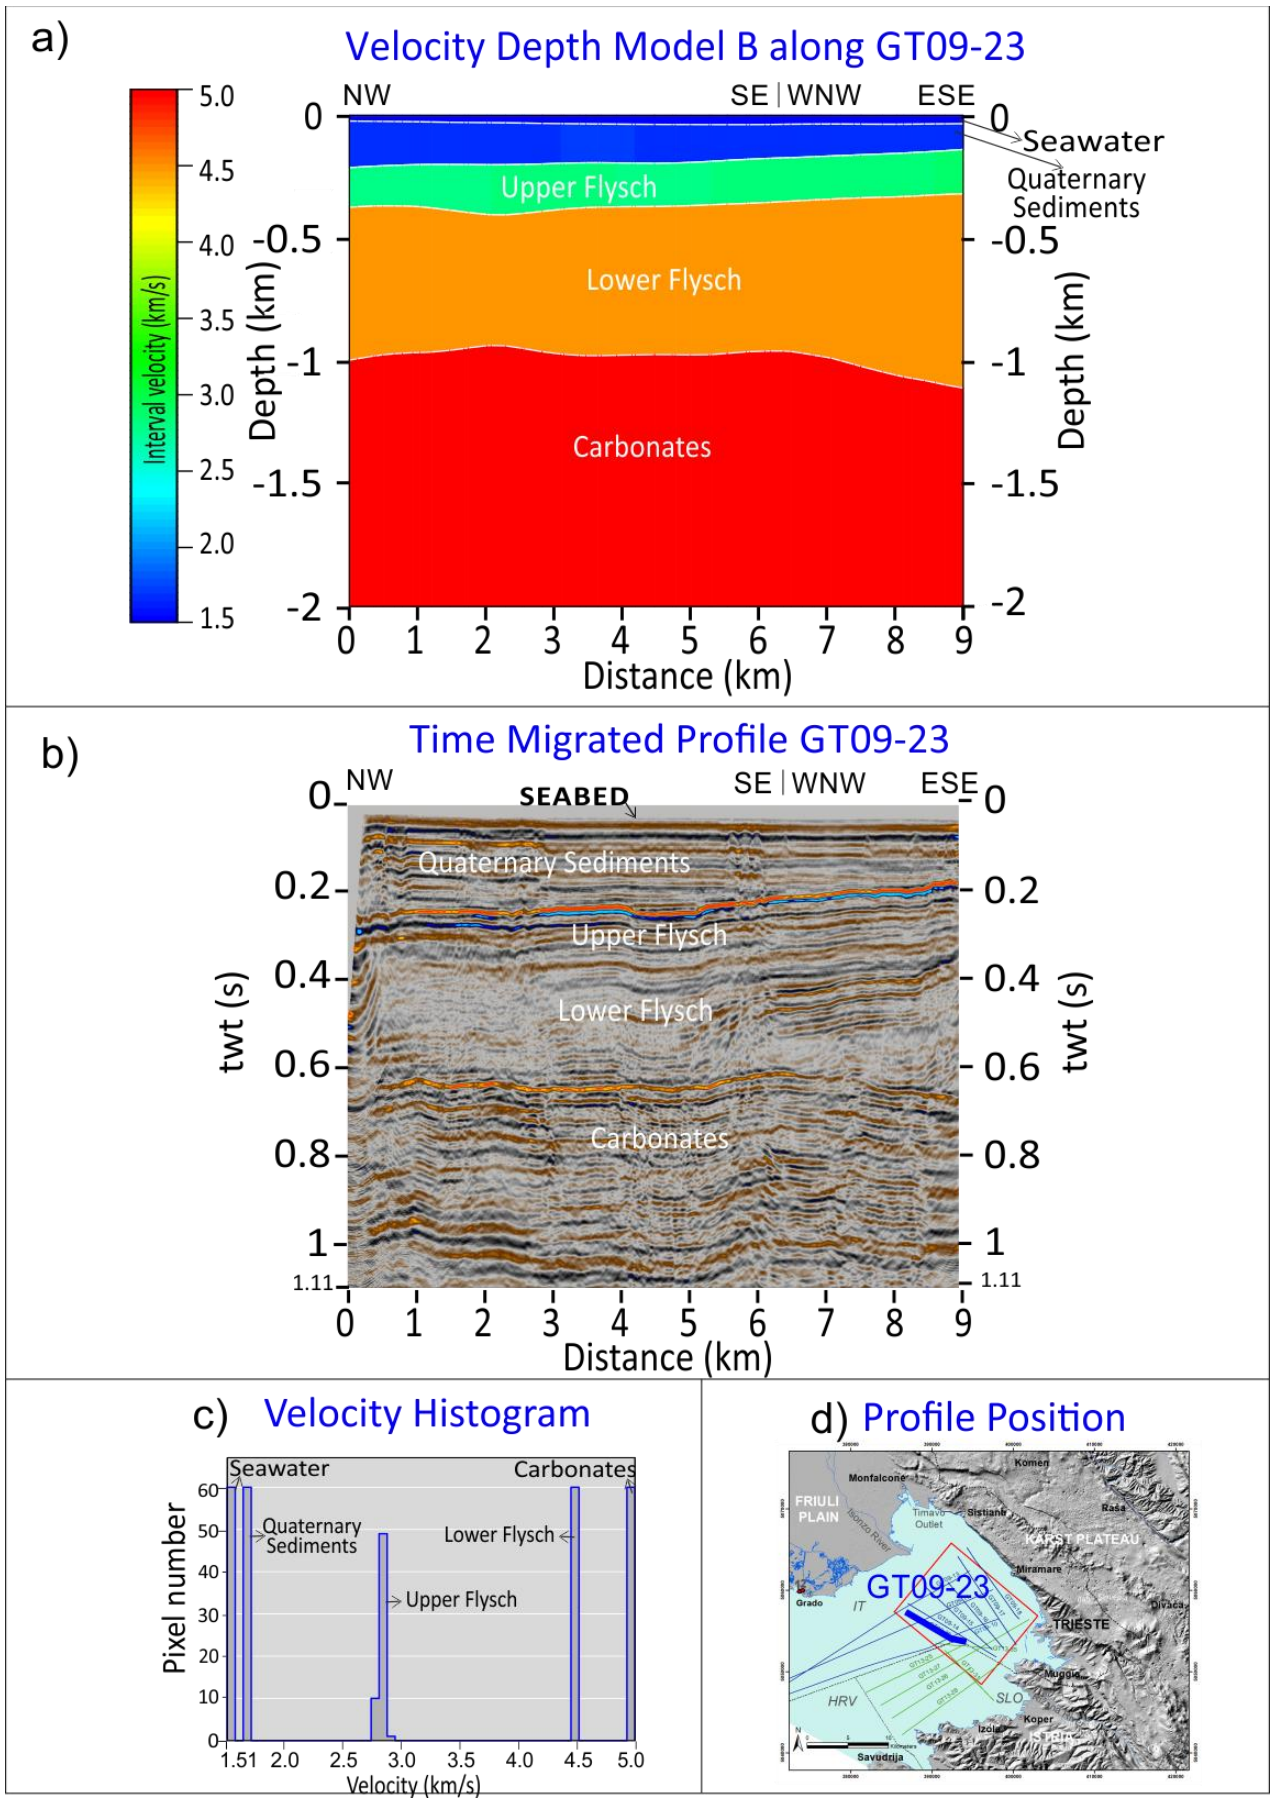 a)
Velocity Depth Model B along GT09-23
NW
SE | WNW
ESE
5.0
4.5
4.0
3.5
3.0
2.5
2.0
1.5
Interval velocity (km/s)
Depth (km)
0
-0.5
-1
-1.5
-2
0
-0.5
-1
-1.5
-2
Depth (km)
Seawater
Quaternary
Sediments
Upper Flysch
Lower Flysch
Carbonates
0 1 2 3 4 5 6 7 8 9
Distance (km)
b)
Time Migrated Profile GT09-23
NW
SEABED
SE | WNW
ESE
0
0.2
0.4
0.6
0.8
1
1.11
twt (s)
Quaternary Sediments
Upper Flysch
Lower Flysch
Carbonates
0
0.2
0.4
0.6
0.8
1
1.11
twt (s)
0 1 2 3 4 5 6 7 8 9
Distance (km)
c)
Velocity Histogram
Seawater
Carbonates
Quaternary
Sediments
Lower Flysch
Upper Flysch
60
50
40
30
20
10
0
Pixel number
1.51 2.0 2.5 3.0 3.5 4.0 4.5 5.0
Velocity (km/s)
d) Profile Position
Komen
Monfalcone
FRIULI
PLAIN
Isonzo River
Timavo
Outlet
Sistiana
Rasa
KARST PLATEAU
Miramare
GT09-23
Grado
IT
Divača
TRIESTE
Muggia
HRV
SLO
Koper
Izola
ISTRIA
Savudrija
N
0 5 10
Kilometers